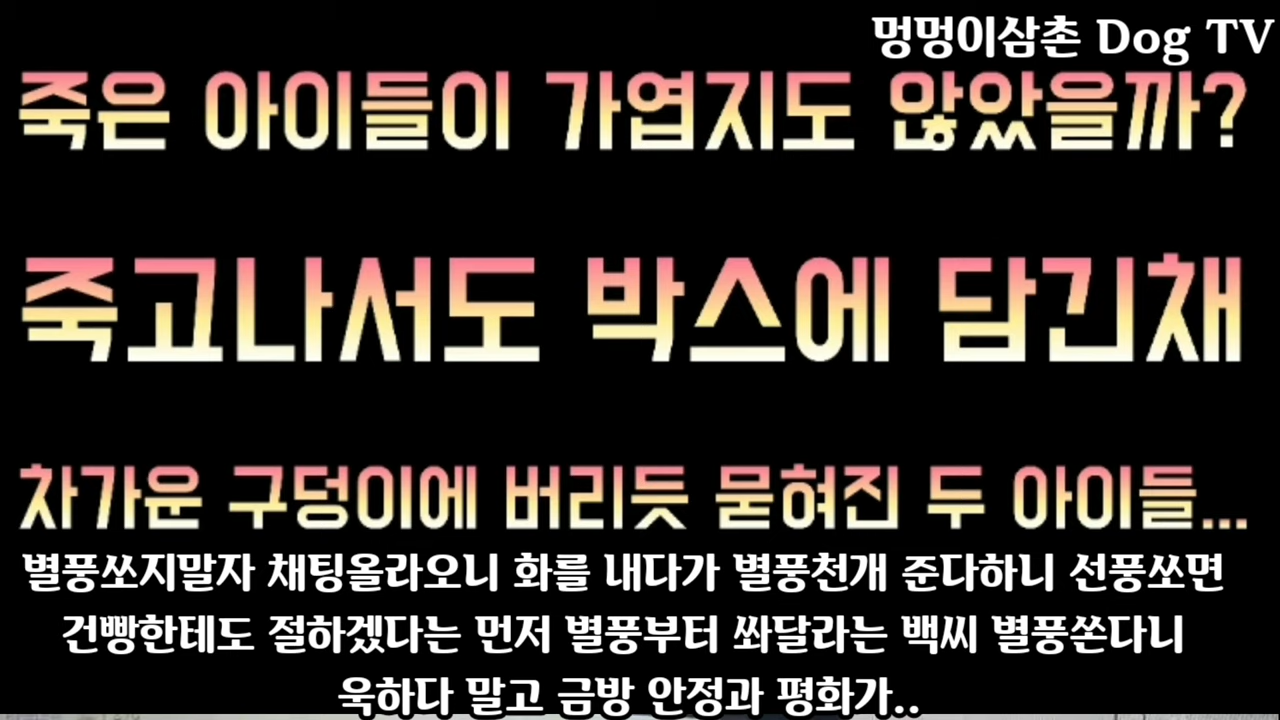 멍멍이삼촌 Dog TV
죽은 아이들이 가엽지도 않았을까?
죽고나서도 박스에 담긴채
차가운 구덩이에 버리듯 묻혀진 두 아이들...
별풍쏘지말자 채팅올라오니 화를 내다가 별풍천개 준다하니 선풍쏘면
건빵한테도 절하겠다는 먼저 별풍부터 쏴달라는 백씨 별풍쏜다니
욱하다 말고 금방 안정과 평화가..